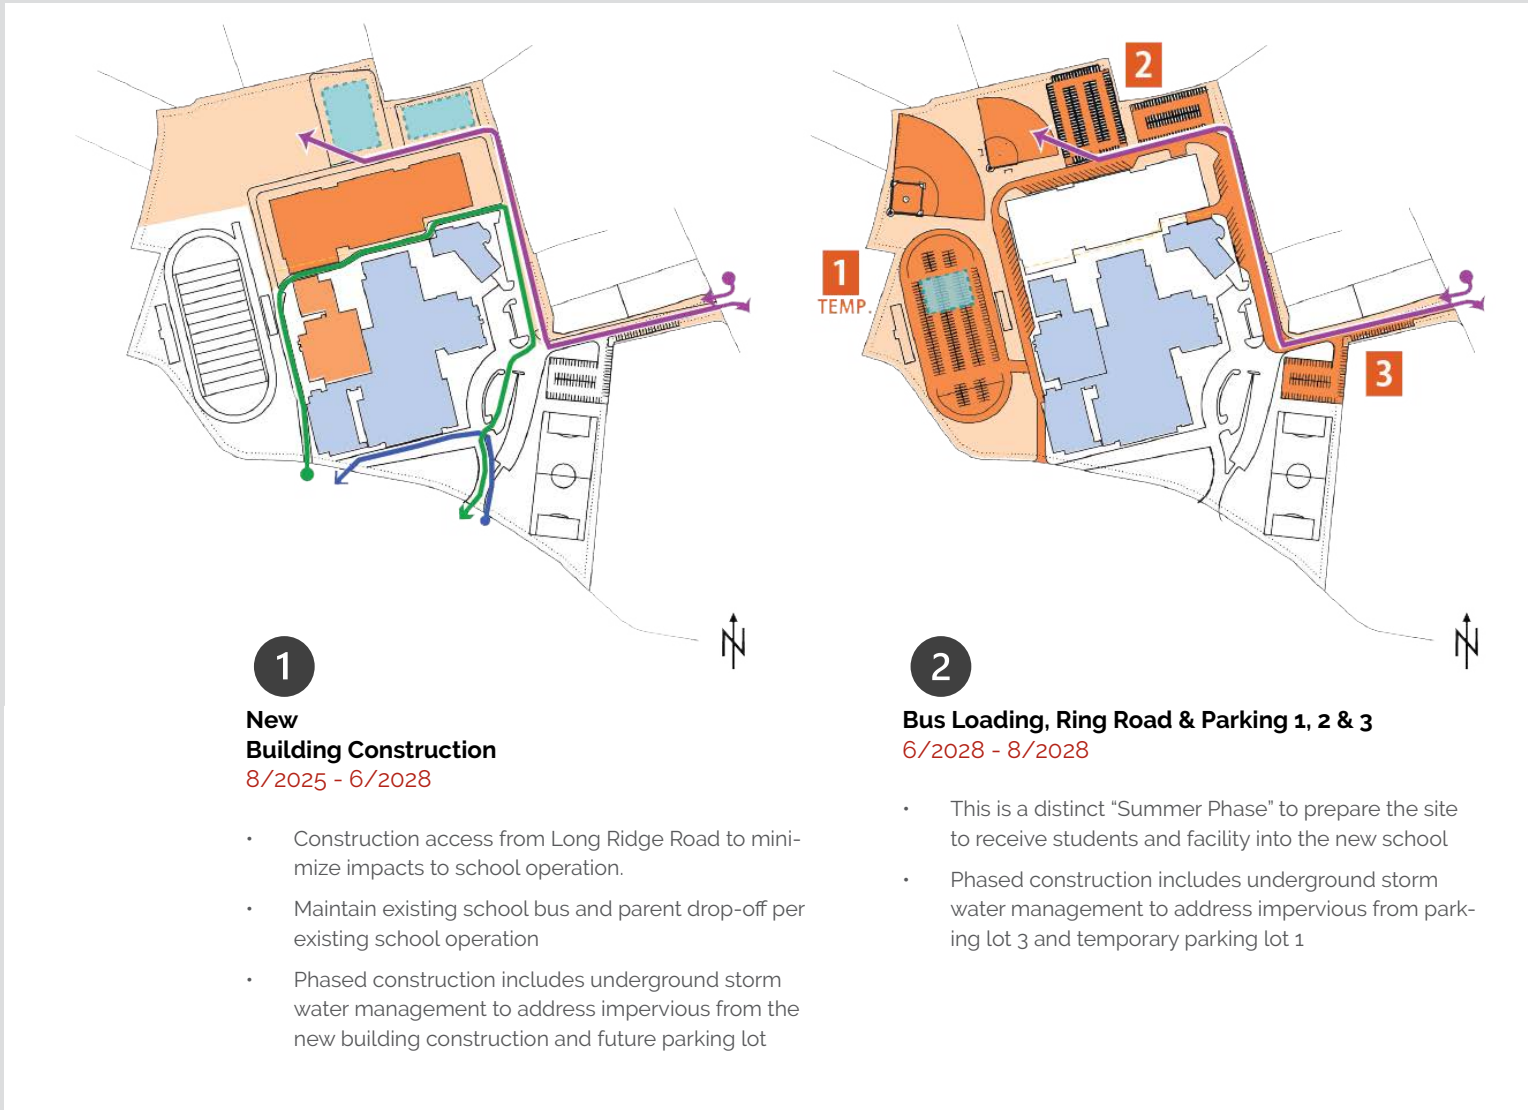 2
1
TEMP.
3
N
N
1
New
Building Construction
8/2025 - 6/2028
• Construction access from Long Ridge Road to mini-
mize impacts to school operation.
• Maintain existing school bus and parent drop-off per
existing school operation
• Phased construction includes underground storm
water management to address impervious from the
new building construction and future parking lot
2
Bus Loading, Ring Road & Parking 1, 2 & 3
6/2028 - 8/2028
• This is a distinct “Summer Phase” to prepare the site
to receive students and facility into the new school
• Phased construction includes underground storm
water management to address impervious from park-
ing lot 3 and temporary parking lot 1